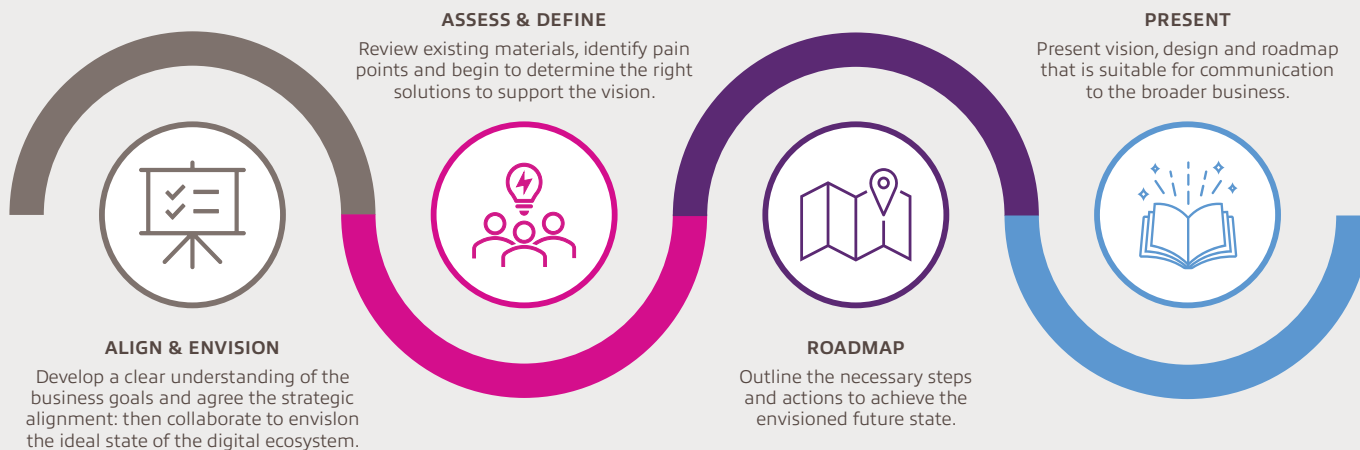 ALIGN & ENVISION
Develop a clear understanding of the
business goals and agree the strategic
alignment: then collaborate to envislon
the ideal state of the digital ecosystem.
ASSESS & DEFINE
Review existing materials, identify pain
points and begin to determine the right
solutions to support the vision.
ROADMAP
Outline the necessary steps
and actions to achieve the
envisioned future state.
PRESENT
Present vision, design and roadmap
that is suitable for communication
to the broader business.